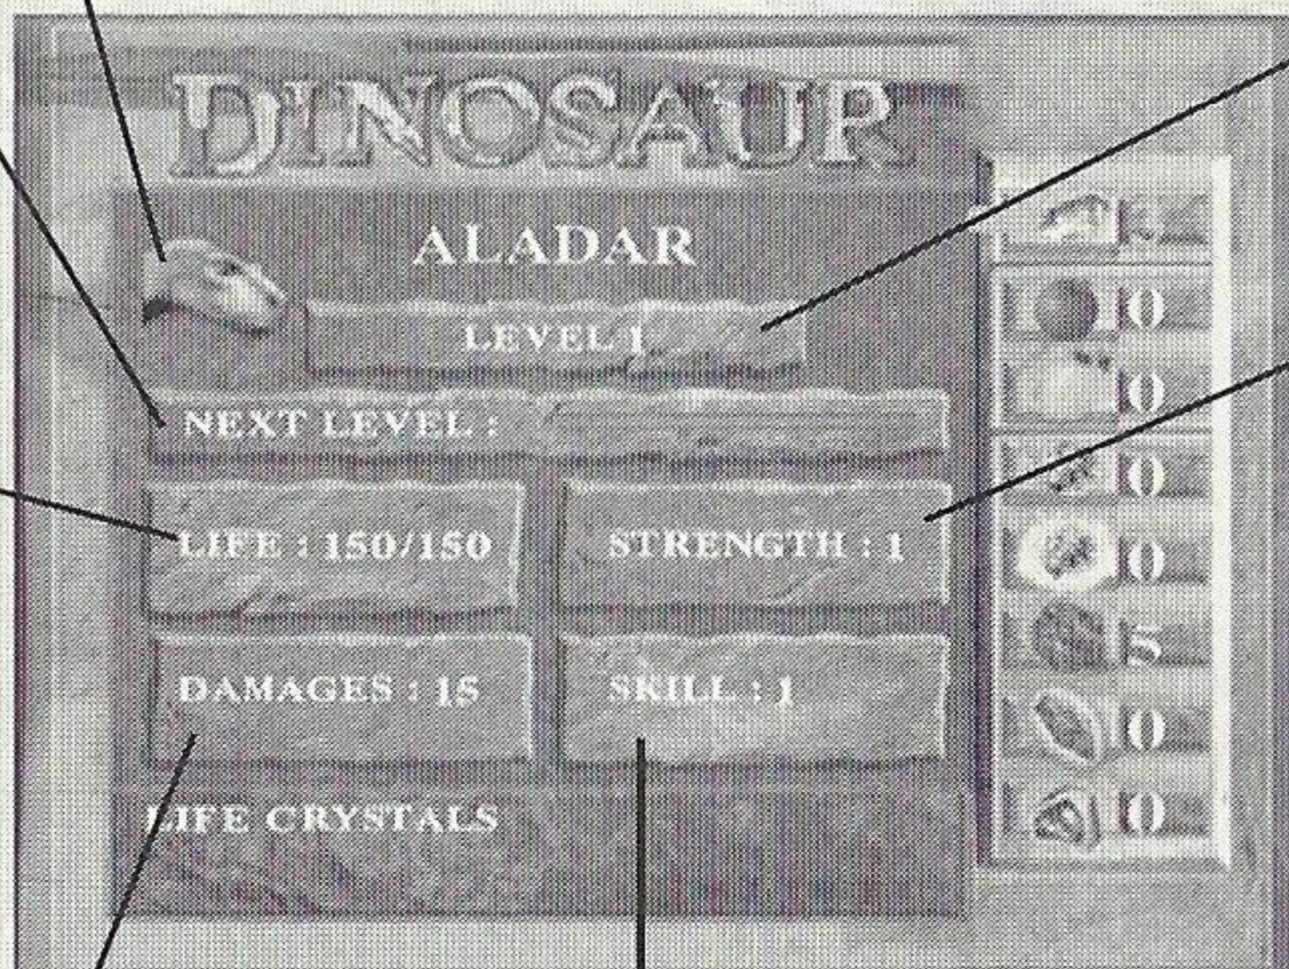 DINOSAUR
ALADAR
LEVEL 1
NEXT LEVEL :
LIFE : 150/150
STRENGTH : 1
DAMAGES : 15
SKILL : 1
LIFE CRYSTALS
0
0
0
0
5
0
0